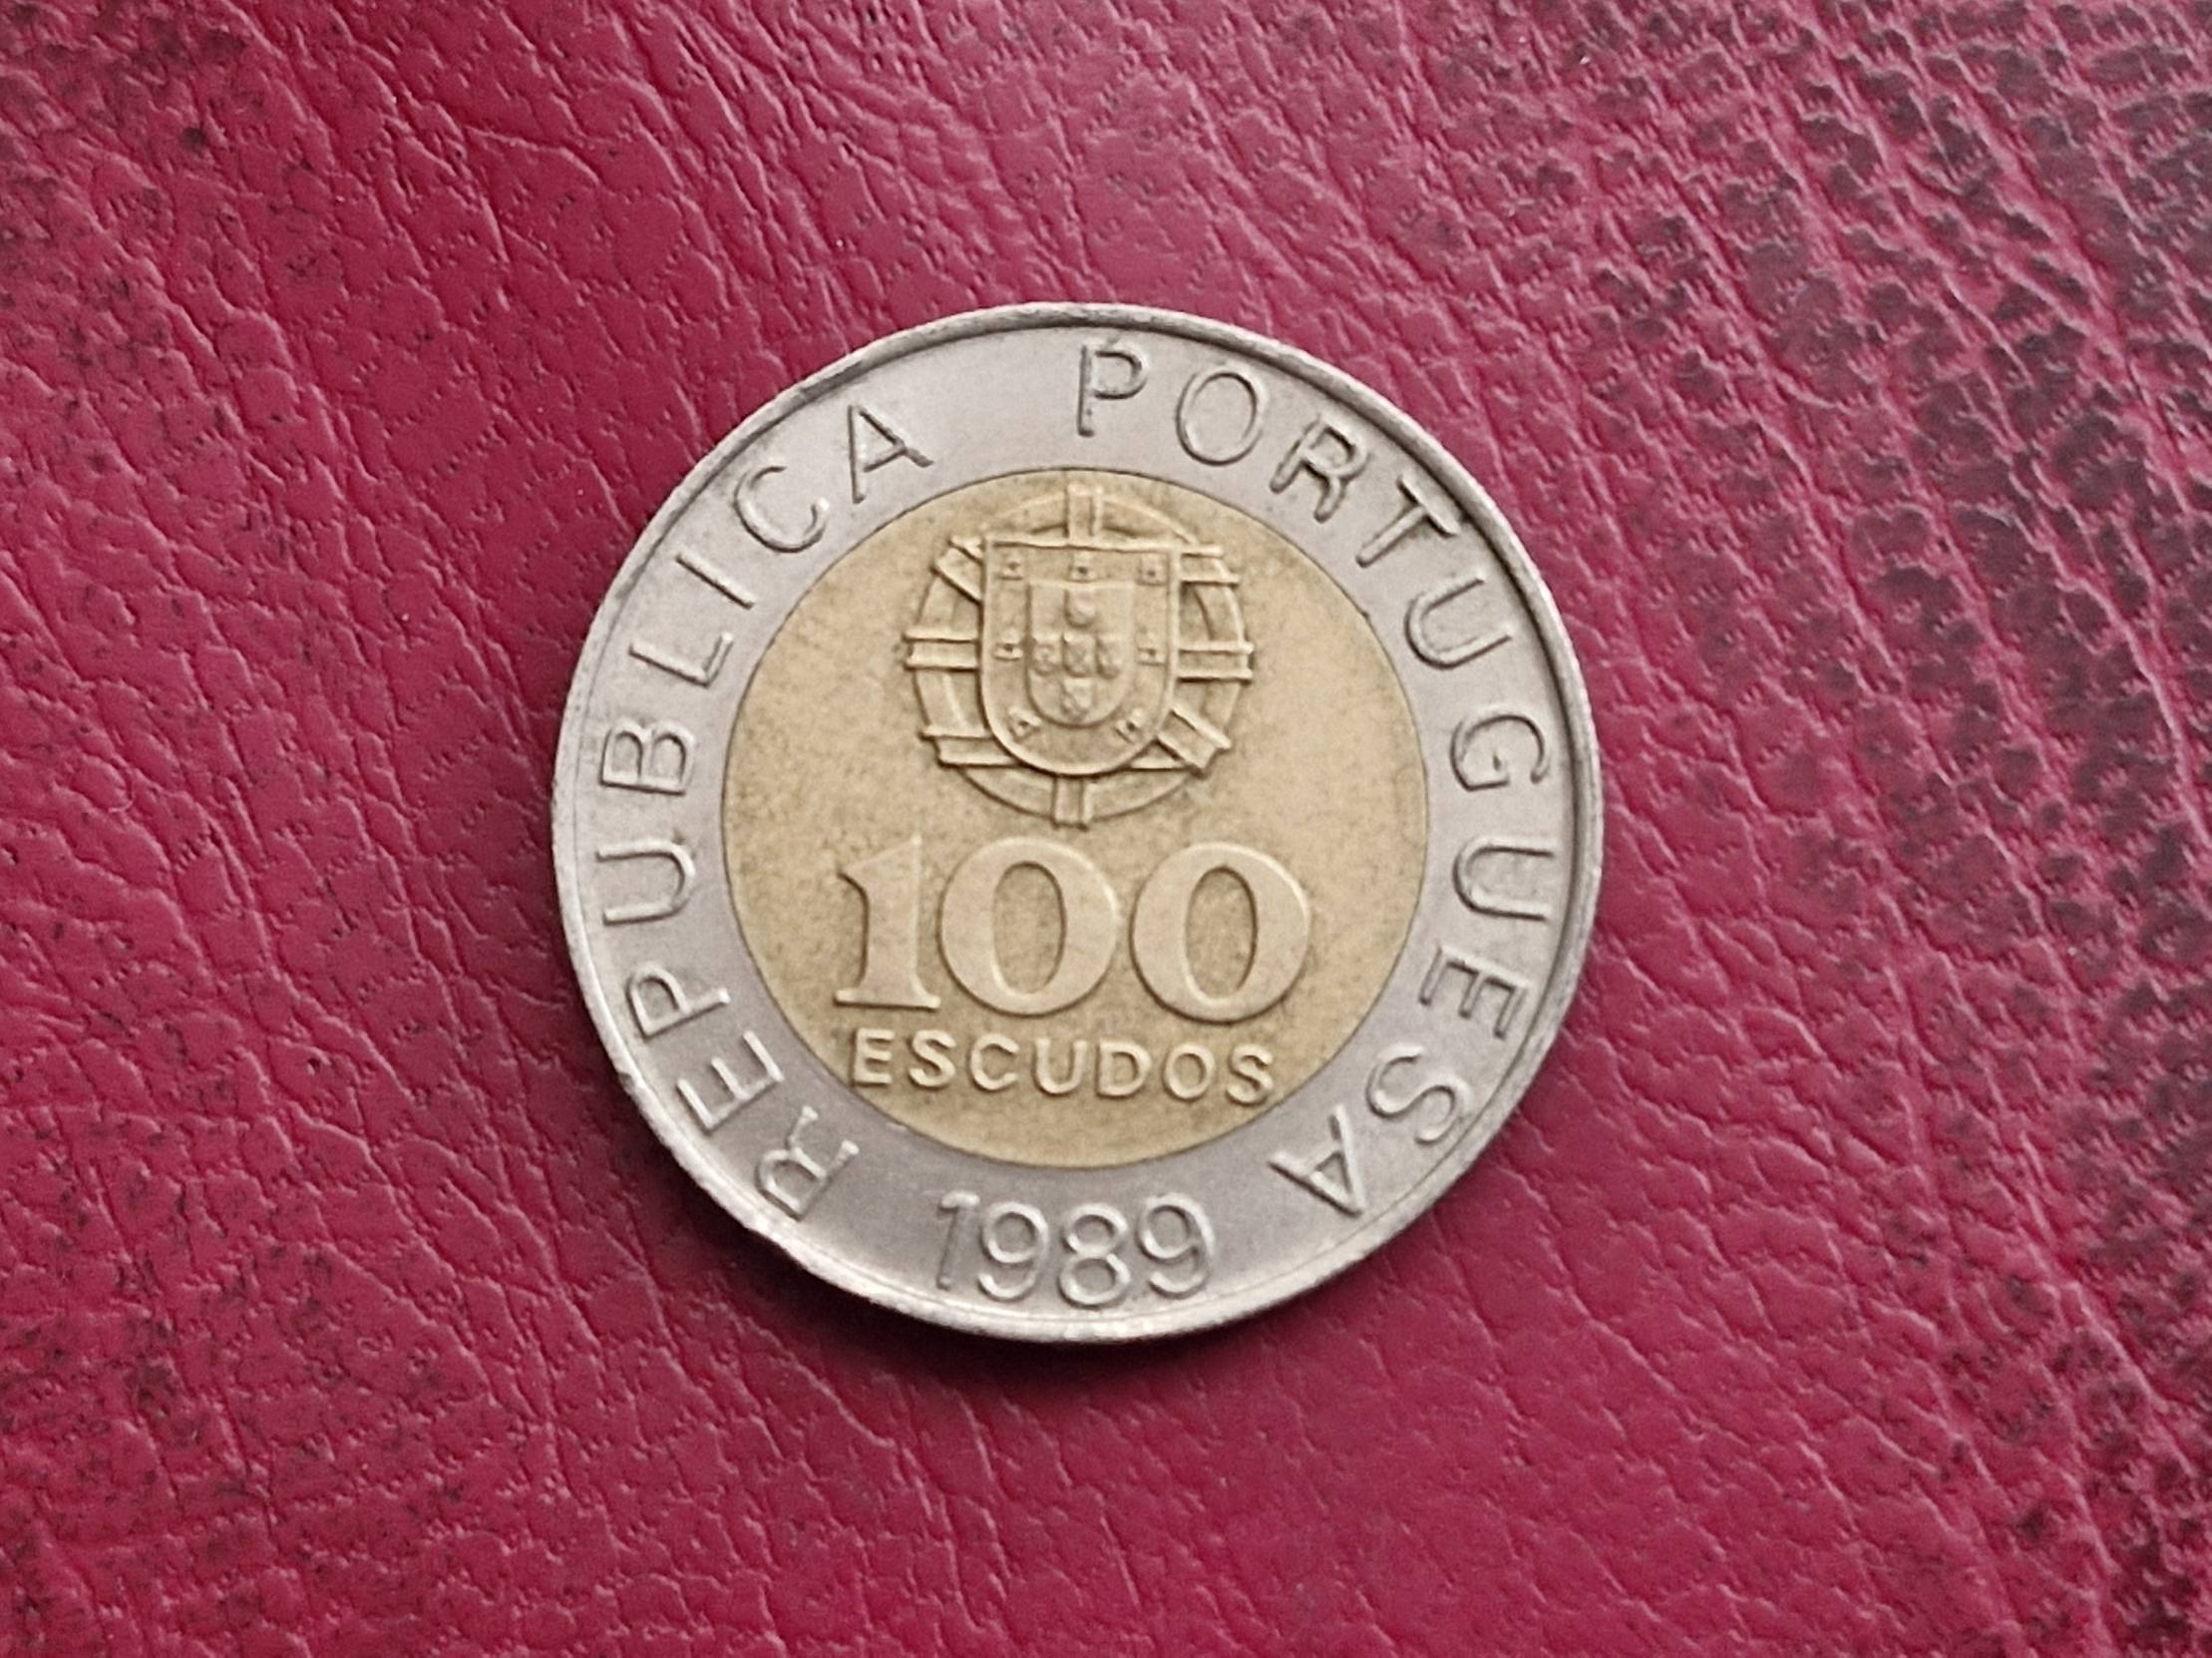 REPUBLICA PORTUGUESA
100
ESCUDOS
1989